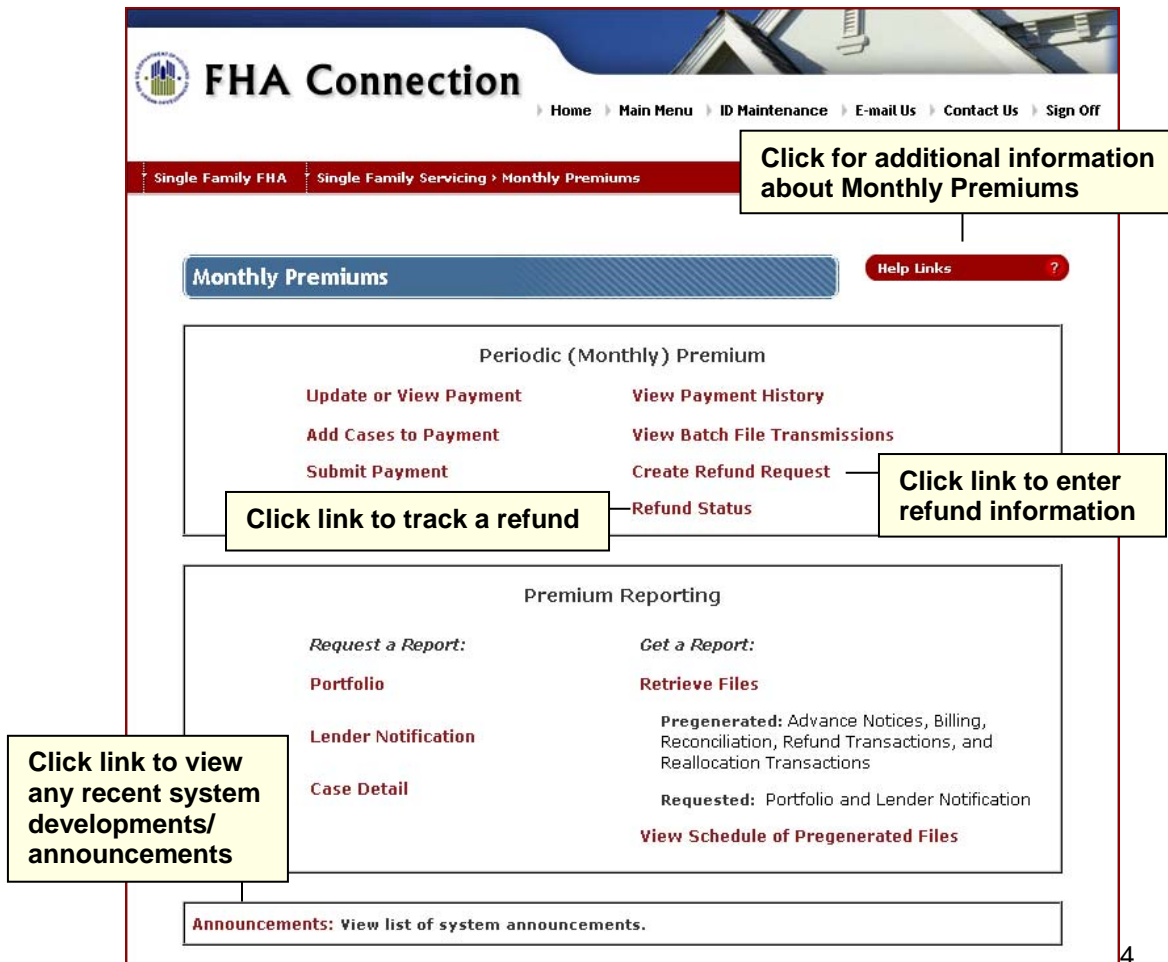 FHA Connection
Home Main Menu ID Maintenance E-mail Us Contact Us Sign Off
Click for additional information
about Monthly Premiums
Single Family FHA Single Family Servicing › Monthly Premiums
Monthly Premiums
Help Links ?
Periodic (Monthly) Premium
Update or View Payment
View Payment History
Add Cases to Payment
View Batch File Transmissions
Submit Payment
Create Refund Request
Click link to enter
refund information
Click link to track a refund
Refund Status
Premium Reporting
Request a Report:
Get a Report:
Portfolio
Retrieve Files
Pregenerated: Advance Notices, Billing,
Reconciliation, Refund Transactions, and
Reallocation Transactions
Lender Notification
Case Detail
Requested: Portfolio and Lender Notification
View Schedule of Pregenerated Files
Click link to view
any recent system
developments/
announcements
Announcements: View list of system announcements.
4